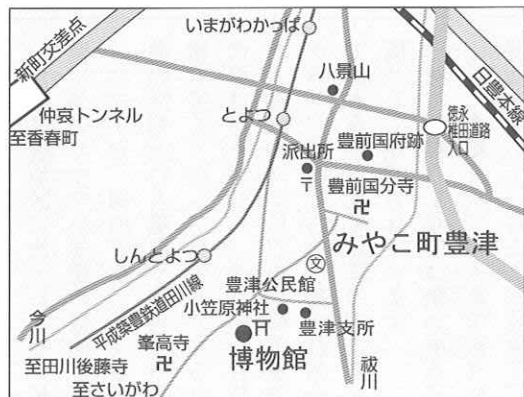 いまがわかっぱ
新町交差点
八景山
日豊本線
仲哀トンネル
至香春町
とよつ
徳永
椎田道路
入口
派出所
豊前国府跡
〒
豊前国分寺
卍
みやこ町豊津
しんとよつ
文
豊津公民館
平成築豊鉄道田川線
小笠原神社
豊津支所
今川
峯高寺
博物館
祓川
至田川後藤寺
卍
至さいがわ